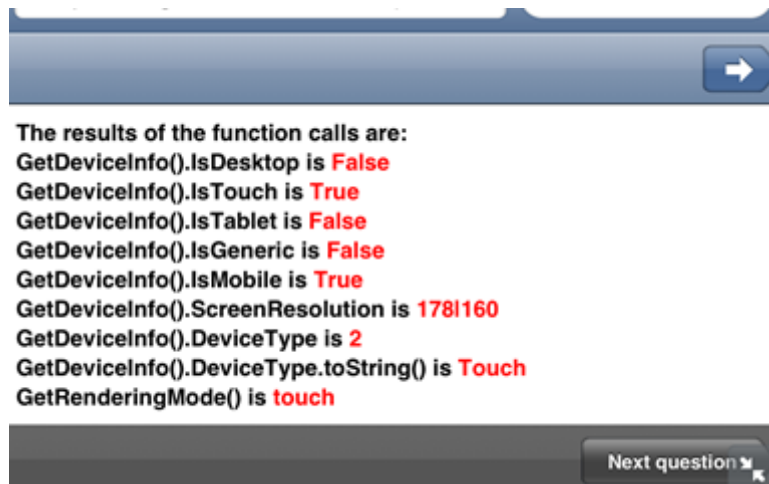 The results of the function calls are:
GetDeviceInfo().IsDesktop is False
GetDeviceInfo().IsTouch is True
GetDeviceInfo().IsTablet is False
GetDeviceInfo().IsGeneric is False
GetDeviceInfo().IsMobile is True
GetDeviceInfo().ScreenResolution is 178|160
GetDeviceInfo().DeviceType is 2
GetDeviceInfo().DeviceType.toString() is Touch
GetRenderingMode() is touch
Next question